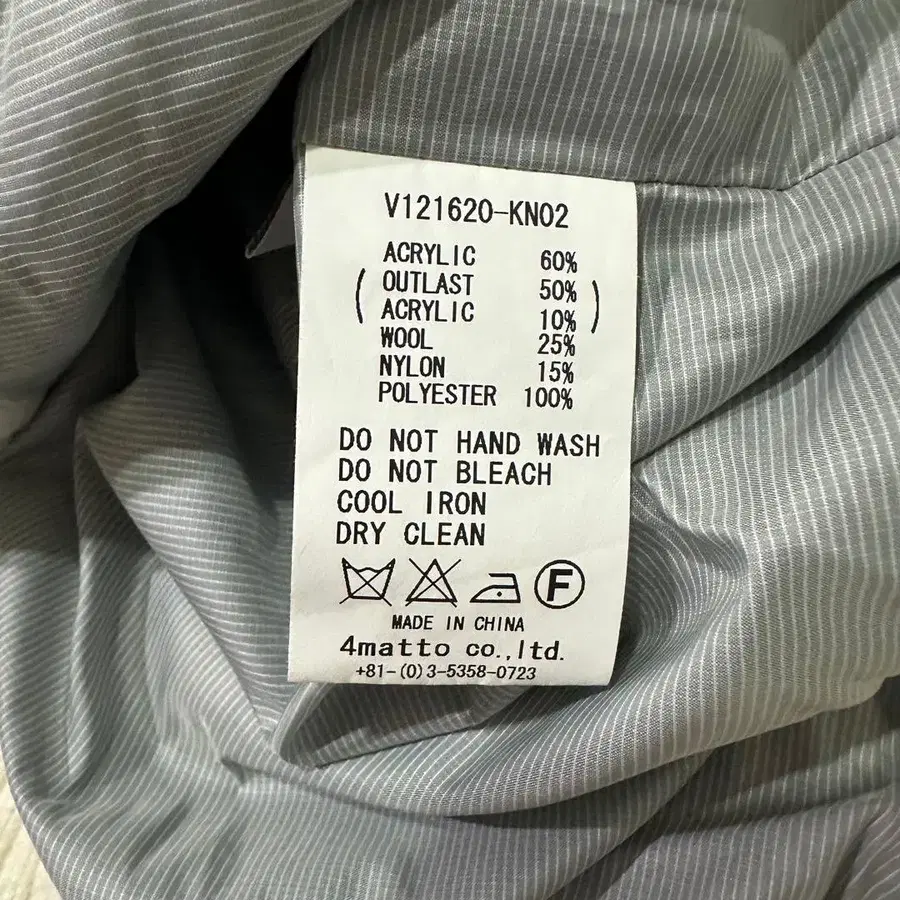 V121620-KN02
ACRYLIC 60%
(OUTLAST 50%
ACRYLIC 10%)
WOOL 25%
NYLON 15%
POLYESTER 100%
DO NOT HAND WASH
DO NOT BLEACH
COOL IRON
DRY CLEAN
F
MADE IN CHINA
4matto co.,ltd.
+81-(0)3-5358-0723